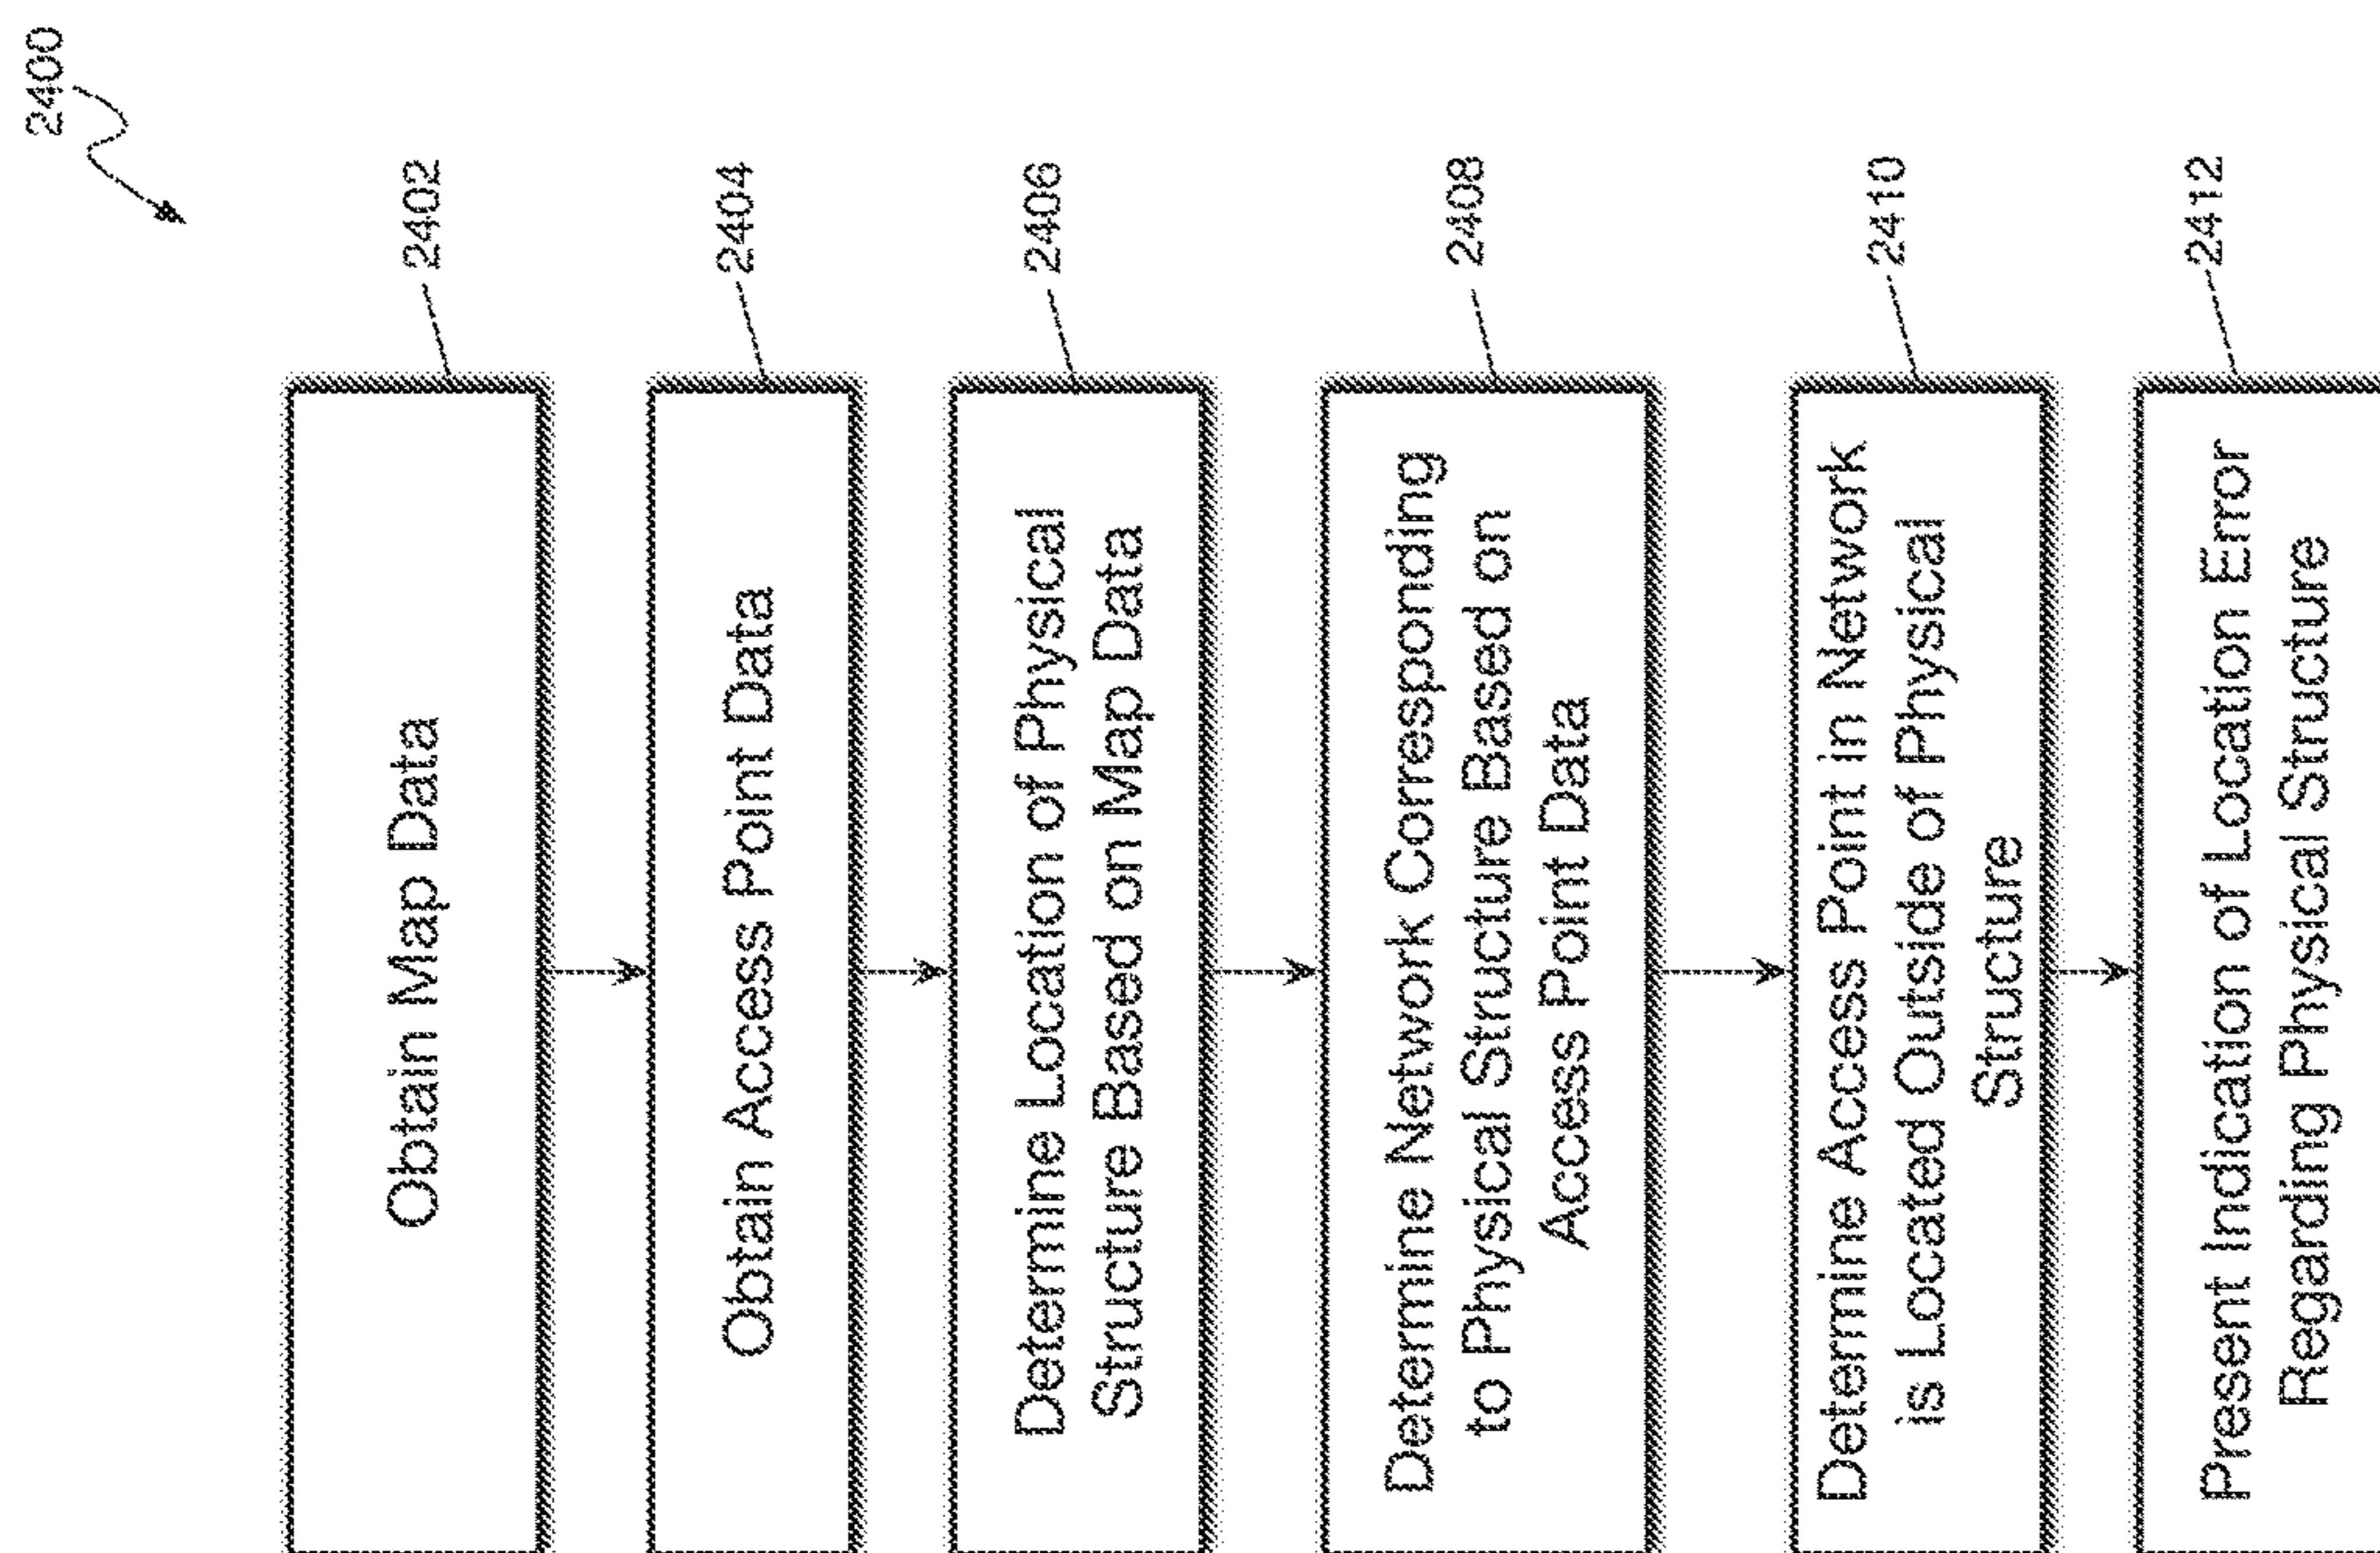 2400
Obtain Map Data
2402
Obtain Access Point Data
2404
Determine Location of Physical
Structure Based on Map Data
2406
Determine Network Corresponding
to Physical Structure Based on
Access Point Data
2408
Determine Access Point in Network
is Located Outside of Physical
Structure
2410
Present Indication of Location Error
Regarding Physical Structure
2412